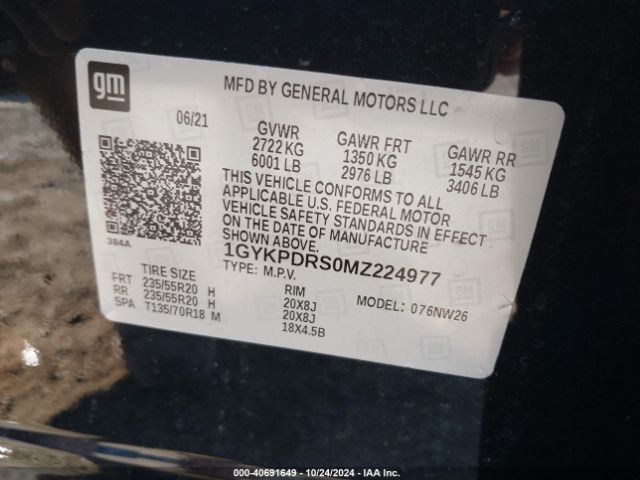 gm
MFD BY GENERAL MOTORS LLC
06/21
GVWR
2722 KG
6001 LB
GAWR FRT
1350 KG
2976 LB
GAWR RR
1545 KG
3406 LB
THIS VEHICLE CONFORMS TO ALL
APPLICABLE U.S. FEDERAL MOTOR
VEHICLE SAFETY STANDARDS IN EFFECT
ON THE DATE OF MANUFACTURE
SHOWN ABOVE.
384A
1GYKPDRS0MZ224977
TYPE: M.P.V.
TIRE SIZE
RIM
MODEL: 076NW26
FRT 235/55R20 H 20X8J
RR 235/55R20 H 20X8J
SPA T135/70R18 M 18X4.5B
000-40691649 - 10/24/2024 - IAA Inc.